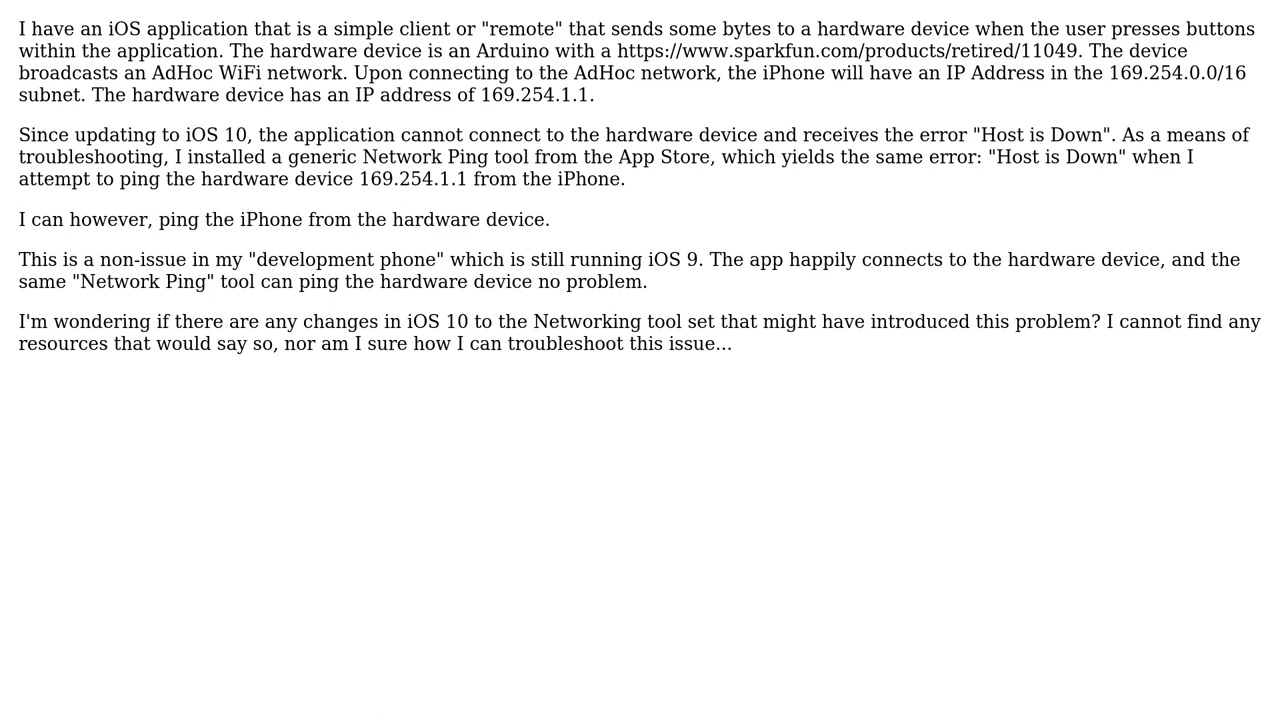 I have an iOS application that is a simple client or "remote" that sends some bytes to a hardware device when the user presses buttons
within the application. The hardware device is an Arduino with a https://www.sparkfun.com/products/retired/11049. The device
broadcasts an AdHoc WiFi network. Upon connecting to the AdHoc network, the iPhone will have an IP Address in the 169.254.0.0/16
subnet. The hardware device has an IP address of 169.254.1.1.
Since updating to iOS 10, the application cannot connect to the hardware device and receives the error "Host is Down". As a means of
troubleshooting, I installed a generic Network Ping tool from the App Store, which yields the same error: "Host is Down" when I
attempt to ping the hardware device 169.254.1.1 from the iPhone.
I can however, ping the iPhone from the hardware device.
This is a non-issue in my "development phone" which is still running iOS 9. The app happily connects to the hardware device, and the
same "Network Ping" tool can ping the hardware device no problem.
I'm wondering if there are any changes in iOS 10 to the Networking tool set that might have introduced this problem? I cannot find any
resources that would say so, nor am I sure how I can troubleshoot this issue...